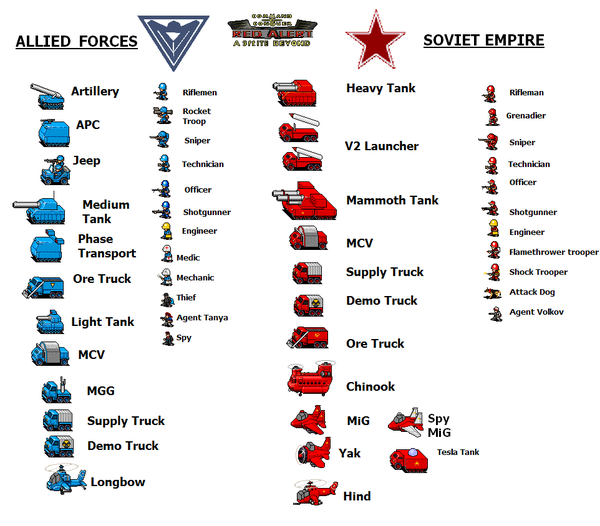 ALLIED FORCES
COMMAND
CONQUER
RED ALERT
A SPRITE BEYOND
SOVIET EMPIRE
Artillery
APC
Jeep
Medium
Tank
Phase
Transport
Ore Truck
Light Tank
MCV
MGG
Supply Truck
Demo Truck
Longbow
Riflemen
Rocket
Troop
Sniper
Technician
Officer
Shotgunner
Engineer
Medic
Mechanic
Thief
Agent Tanya
Spy
Heavy Tank
V2 Launcher
Mammoth Tank
MCV
Supply Truck
Demo Truck
Ore Truck
Chinook
MiG
Yak
Hind
Spy
MiG
Tesla Tank
Rifleman
Grenadier
Sniper
Technician
Officer
Shotgunner
Engineer
Flamethrower trooper
Shock Trooper
Attack Dog
Agent Volkov